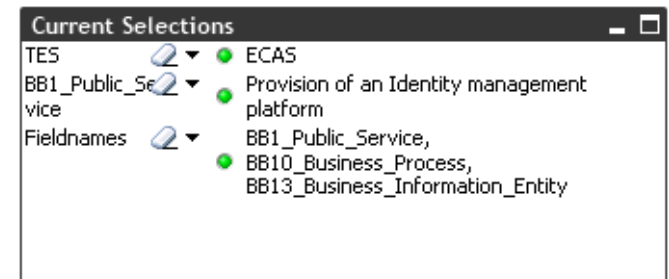 Current Selections
TES ECAS
BB1_Public_Se Provision of an Identity management
vice platform
Fieldnames BB1_Public_Service,
BB10_Business_Process,
BB13_Business_Information_Entity